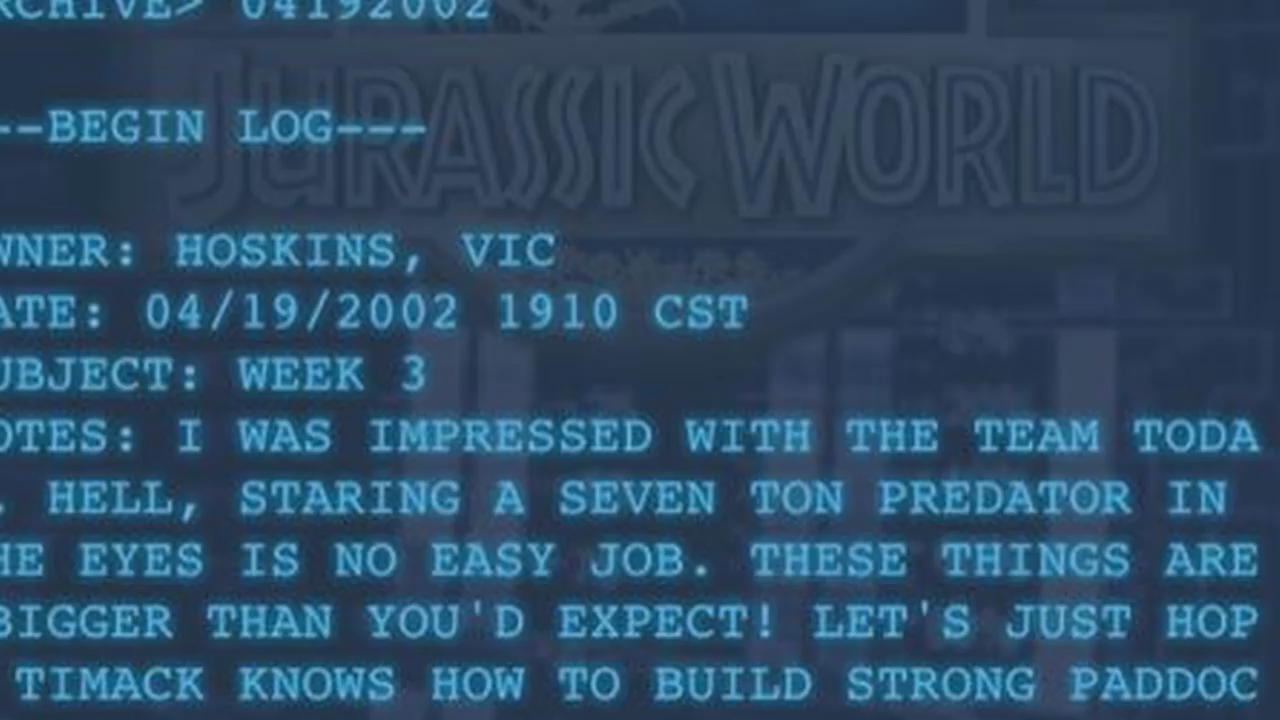 RCHIVE> 04192002
JURASSIC WORLD
--BEGIN LOG---
WNER: HOSKINS, VIC
ATE: 04/19/2002 1910 CST
UBJECT: WEEK 3
OTES: I WAS IMPRESSED WITH THE TEAM TODA
. HELL, STARING A SEVEN TON PREDATOR IN
HE EYES IS NO EASY JOB. THESE THINGS ARE
BIGGER THAN YOU'D EXPECT! LET'S JUST HOP
TIMACK KNOWS HOW TO BUILD STRONG PADDOC